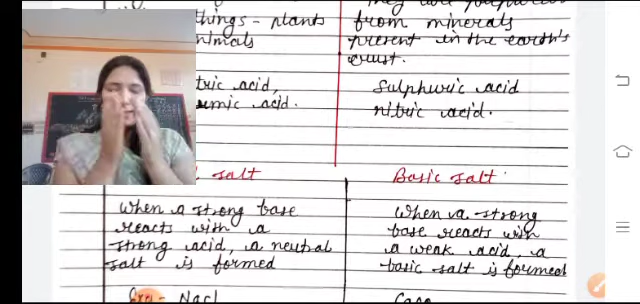 things - plants
animals
tric acid,
mic acid.
from minerals
present in the earth's
crust.
Sulphuric acid
nitric acid.
salt
When a strong base
reacts with a
strong acid, a neutral
salt is formed
Basic salt
When a strong
base reacts with
a weak acid, a
basic salt is formed